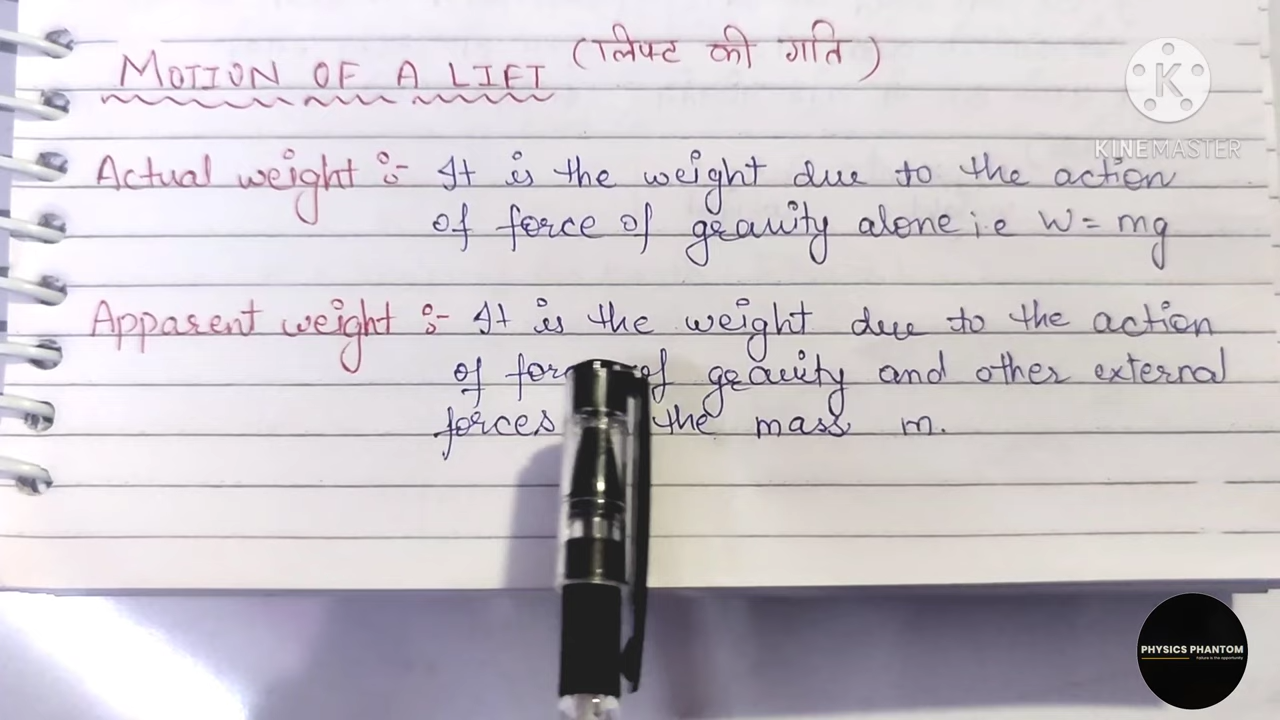 MOTION OF A LIFT (लिफ्ट की गति)
K
KINEMASTER
Actual weight :- It is the weight due to the action
of force of gravity alone i.e W = mg
Apparent weight :- It is the weight due to the action
of of gravity and other external
forces the mass m.
PHYSICS PHANTOM